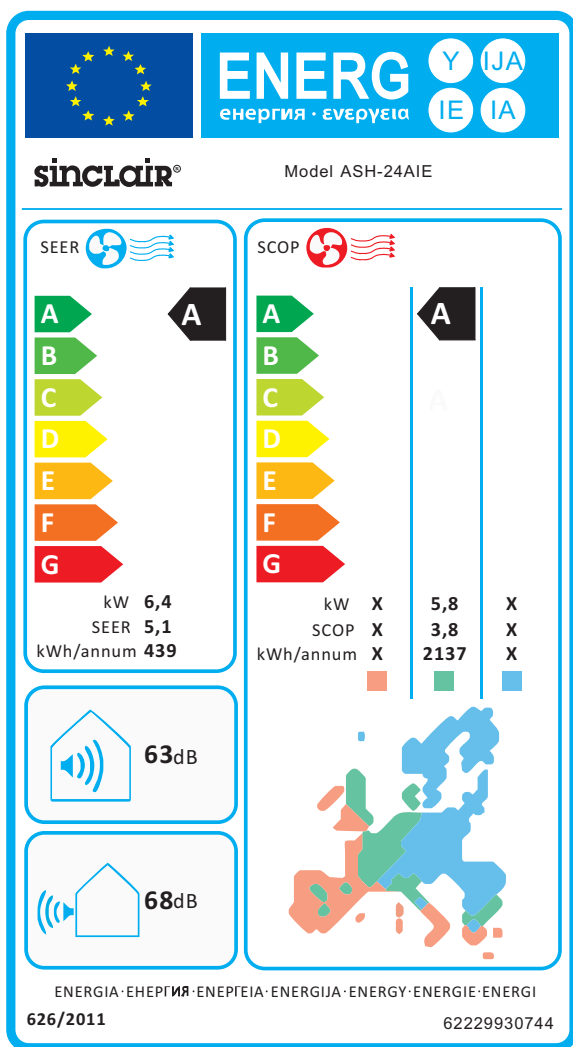 ENERG
енергия · ενεργεια
Y IJA
IE IA
sinclair®
Model ASH-24AIE
SEER
A
A
B
C
D
E
F
G
kW 6,4
SEER 5,1
kWh/annum 439
SCOP
A
A
B
C
A
D
E
F
G
kW X 5,8 X
SCOP X 3,8 X
kWh/annum X 2137 X
63dB
68dB
ENERGIA·ЕНЕРГИЯ·ΕΝΕΡΓΕΙΑ·ENERGIJA·ENERGY·ENERGIE·ENERGI
626/2011
62229930744